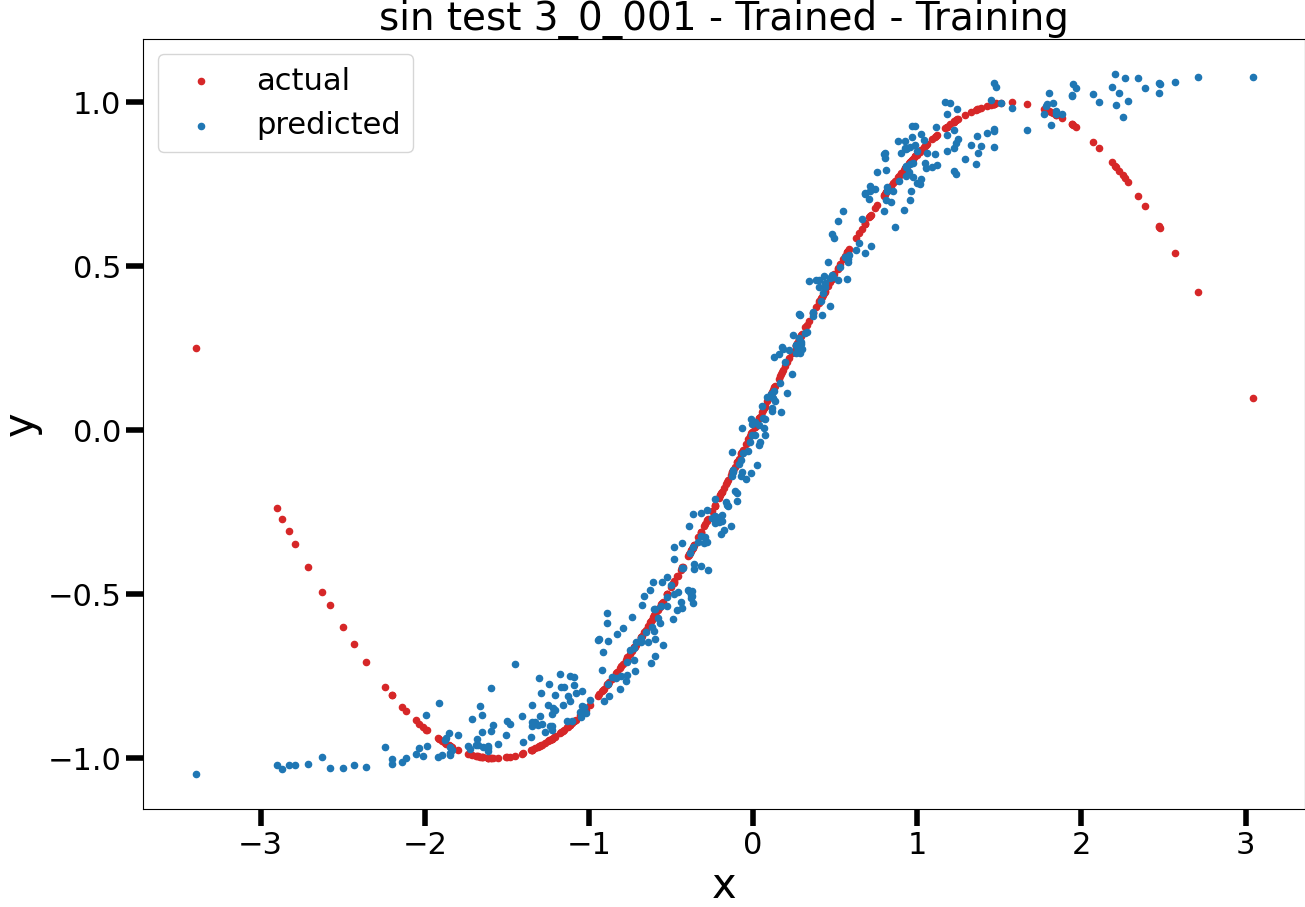 sin test 3_0_001 - Trained - Training
actual
predicted
1.0
0.5
0.0
−0.5
−1.0
y
−3 −2 −1 0 1 2 3
x